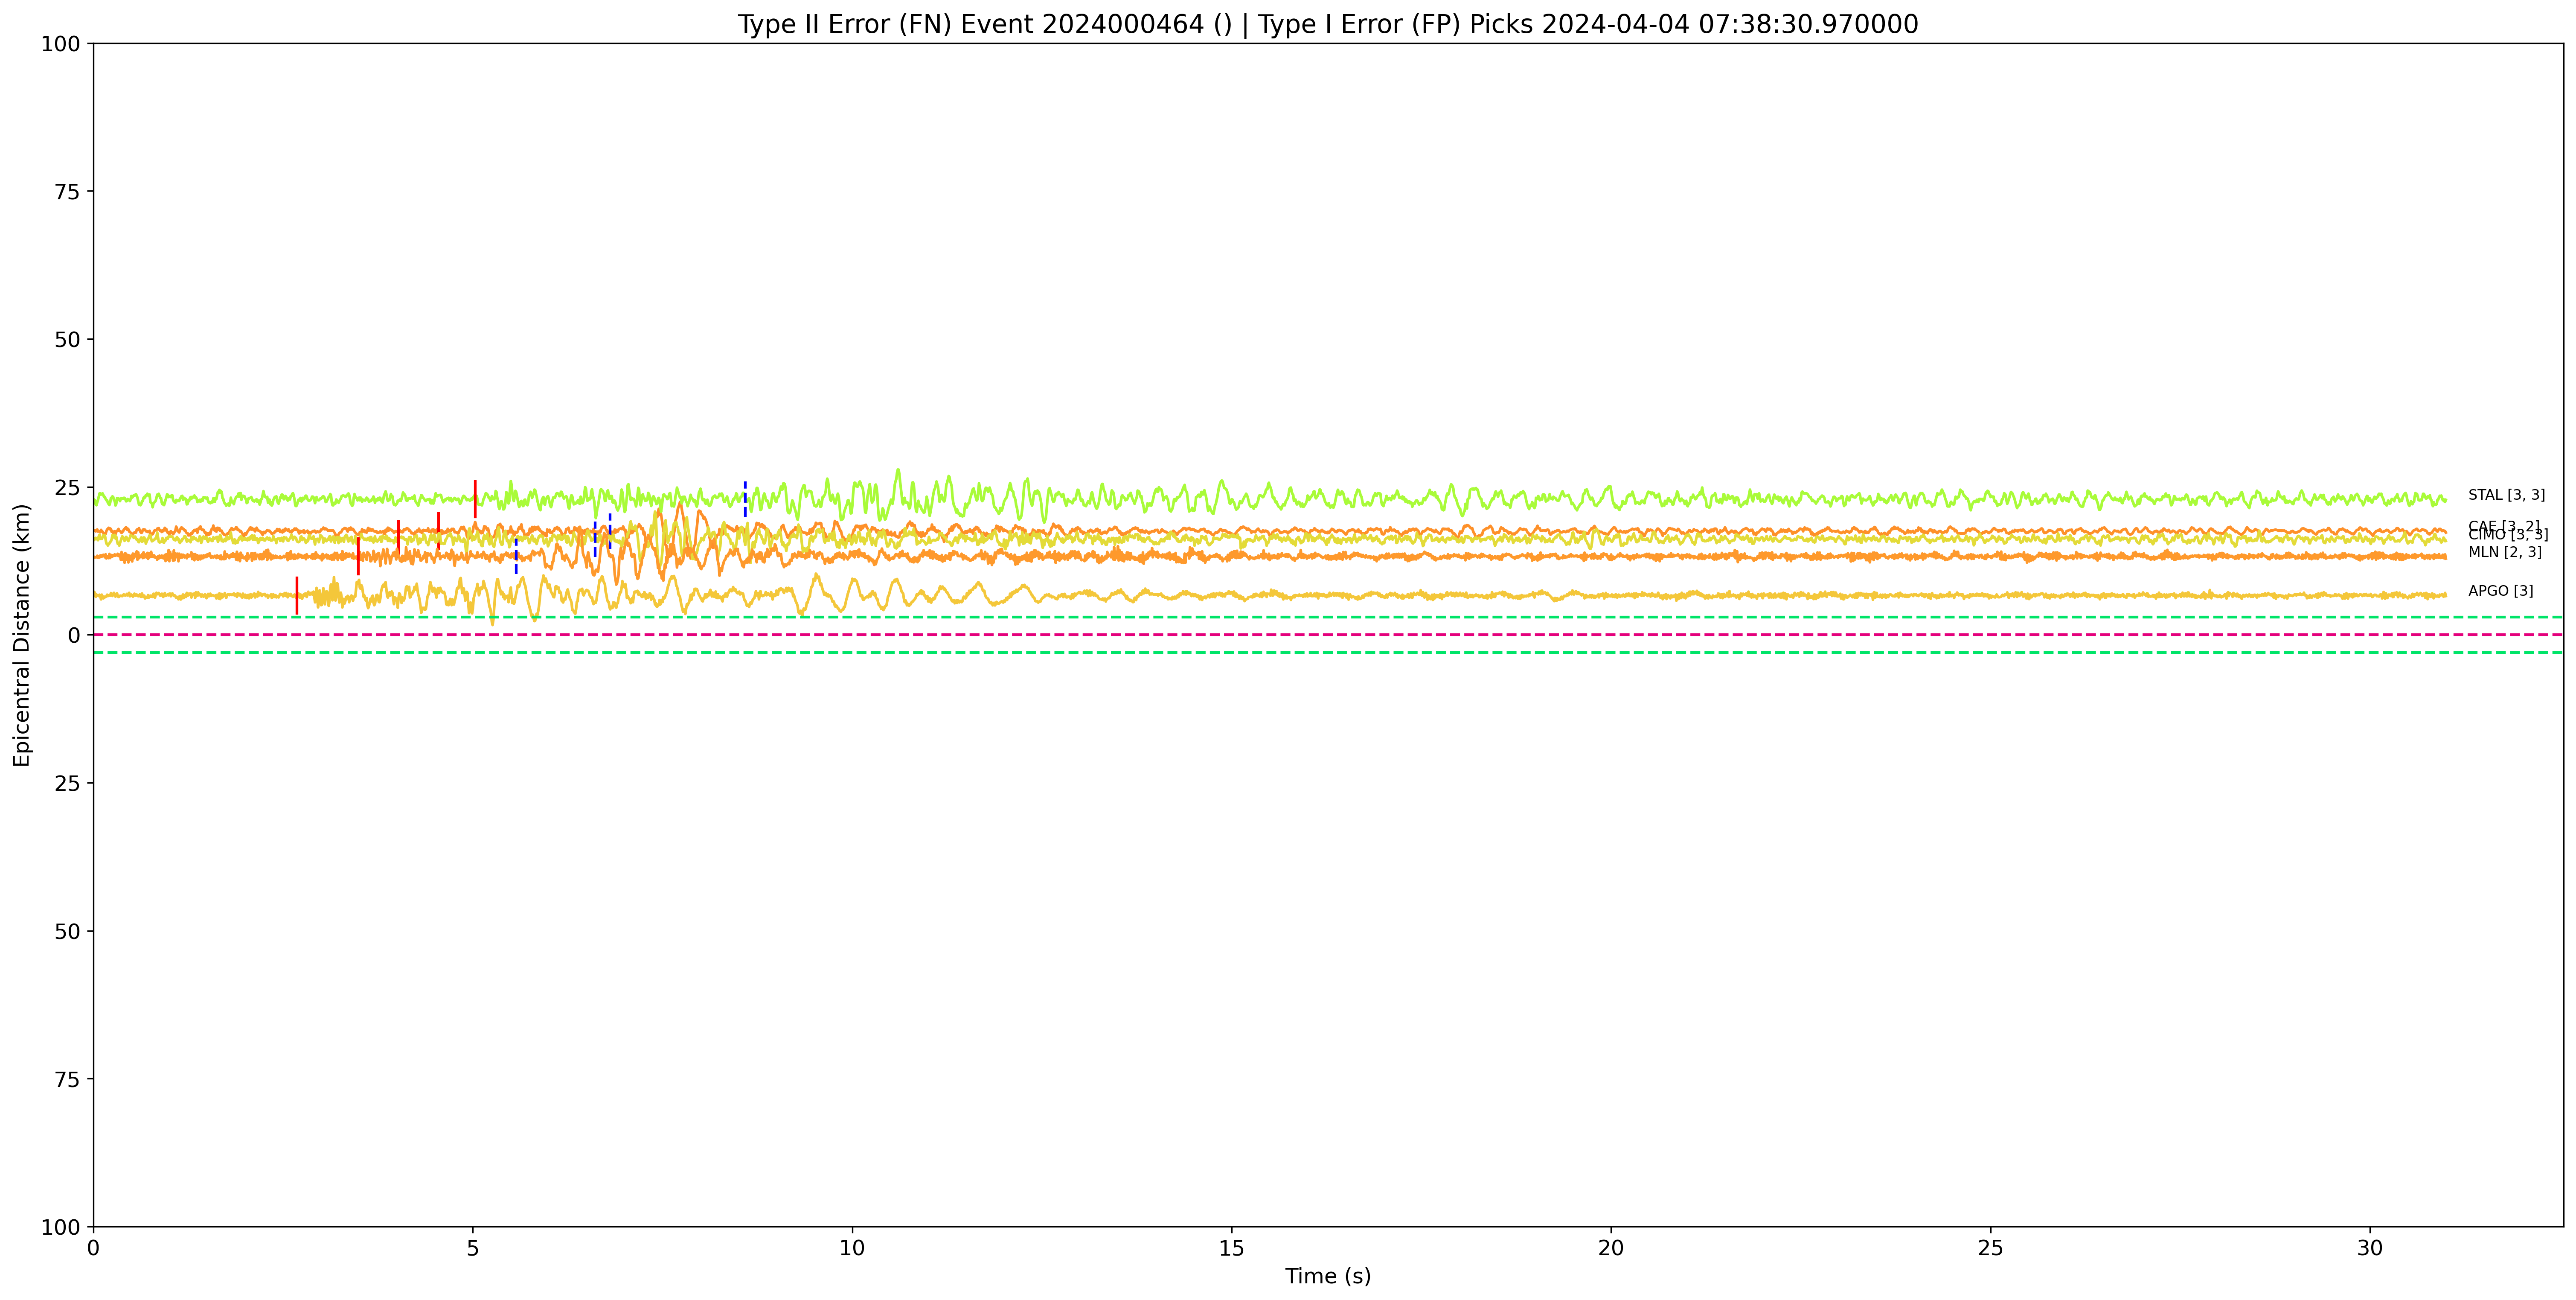 Type II Error (FN) Event 2024000464 () | Type I Error (FP) Picks 2024-04-04 07:38:30.970000
100
75
50
25
0
25
50
75
100
Epicentral Distance (km)
STAL [3, 3]
CAE [3, 2]
CIMO [3, 3]
MLN [2, 3]
APGO [3]
0
5
10
15
20
25
30
Time (s)